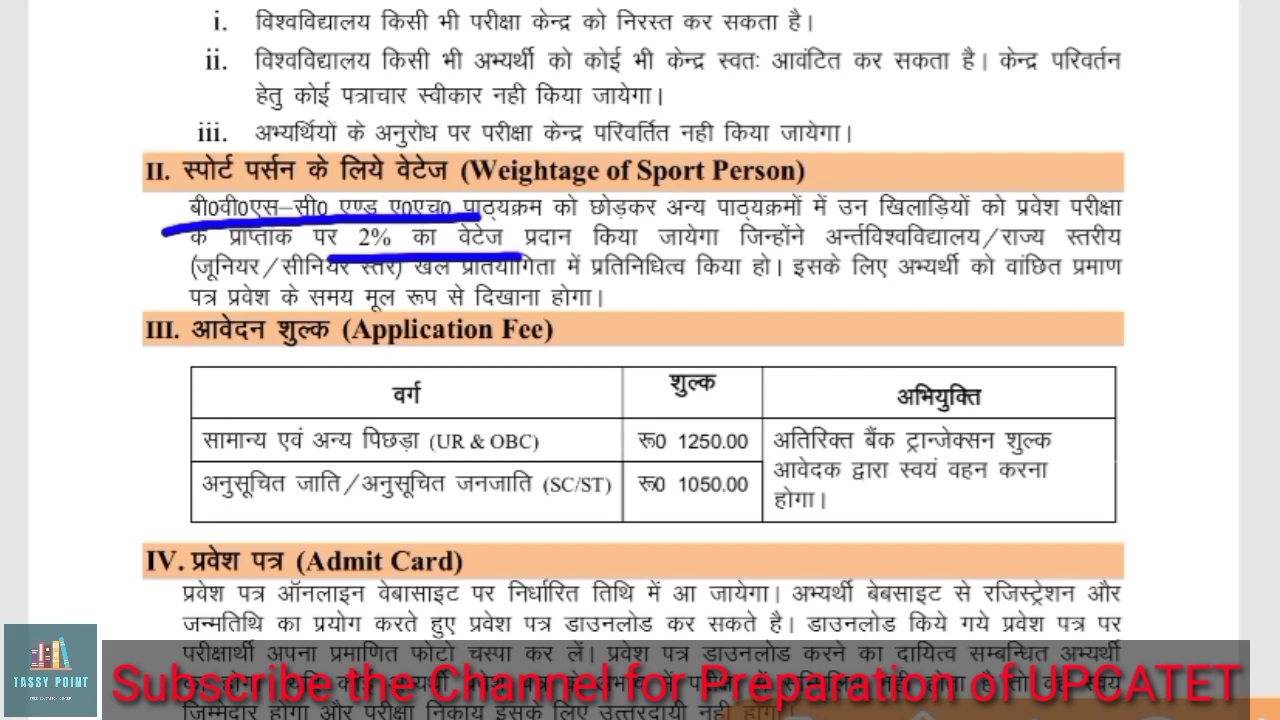 i. विश्वविद्यालय किसी भी परीक्षा केन्द्र को निरस्त कर सकता है।
ii. विश्वविद्यालय किसी भी अभ्यर्थी को कोई भी केन्द्र स्वतः आवंटित कर सकता है। केन्द्र परिवर्तन
हेतु कोई पत्राचार स्वीकार नही किया जायेगा।
iii. अभ्यर्थियों के अनुरोध पर परीक्षा केन्द्र परिवर्तित नही किया जायेगा।
II. स्पोर्ट पर्सन के लिये वेटेज (Weightage of Sport Person)
बी0वी0एस–सी0 एण्ड ए0एच0 पाठ्यक्रम को छोड़कर अन्य पाठ्यक्रमों में उन खिलाड़ियों को प्रवेश परीक्षा
के प्राप्तांक पर 2% का वेटेज प्रदान किया जायेगा जिन्होंने अर्न्तविश्वविद्यालय/राज्य स्तरीय
(जूनियर/सीनियर स्तर) खेल प्रतियोगिता में प्रतिनिधित्व किया हो। इसके लिए अभ्यर्थी को वांछित प्रमाण
पत्र प्रवेश के समय मूल रूप से दिखाना होगा।
III. आवेदन शुल्क (Application Fee)
वर्ग शुल्क अभियुक्ति
सामान्य एवं अन्य पिछड़ा (UR & OBC) रू0 1250.00 अतिरिक्त बैंक ट्रान्जेक्सन शुल्क
आवेदक द्वारा स्वयं वहन करना
अनुसूचित जाति/अनुसूचित जनजाति (SC/ST) रू0 1050.00
होगा।
IV. प्रवेश पत्र (Admit Card)
प्रवेश पत्र ऑनलाइन वेबासाइट पर निर्धारित तिथि में आ जायेगा। अभ्यर्थी बेबसाइट से रजिस्ट्रेशन और
जन्मतिथि का प्रयोग करते हुए प्रवेश पत्र डाउनलोड कर सकते है। डाउनलोड किये गये प्रवेश पत्र पर
परीक्षार्थी अपना प्रमाणित फोटो चस्पा कर लें। प्रवेश पत्र डाउनलोड करने का दायित्व सम्बन्धित अभ्यर्थी
जिम्मेदार होगा और परीक्षा निकाय इसके लिए उत्तरदायी नही होगा।
Subscribe the Channel for Preparation of UPCATET
TASSY POINT